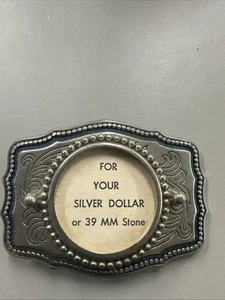 FOR
YOUR
SILVER DOLLAR
or 39 MM Stone